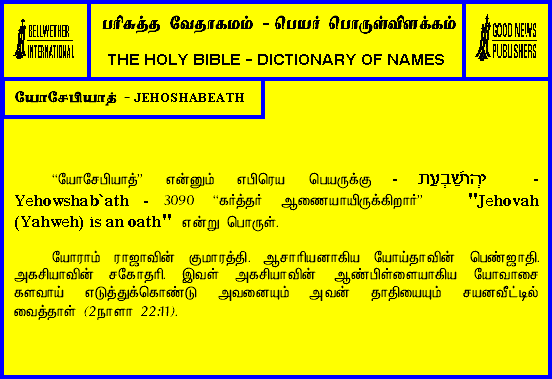 BELLWETHER
INTERNATIONAL
பரிசுத்த வேதாகமம் - பெயர் பொருள்விளக்கம்
THE HOLY BIBLE - DICTIONARY OF NAMES
GOOD NEWS
PUBLISHERS
யோசேபியாத் - JEHOSHABEATH
“யோசேபியாத்” என்னும் எபிரெய பெயருக்கு - יְהוֹשַׁבְעַת -
Yehowshab`ath - 3090 “கர்த்தர் ஆணையாயிருக்கிறார்” "Jehovah
(Yahweh) is an oath" என்று பொருள்.
யோராம் ராஜாவின் குமாரத்தி. ஆசாரியனாகிய யோய்தாவின் பெண்ஜாதி.
அகசியாவின் சகோதரி. இவள் அகசியாவின் ஆண்பிள்ளையாகிய யோவாசை
களவாய் எடுத்துக்கொண்டு அவனையும் அவன் தாதியையும் சயனவீட்டில்
வைத்தாள் (2நாளா 22:11).